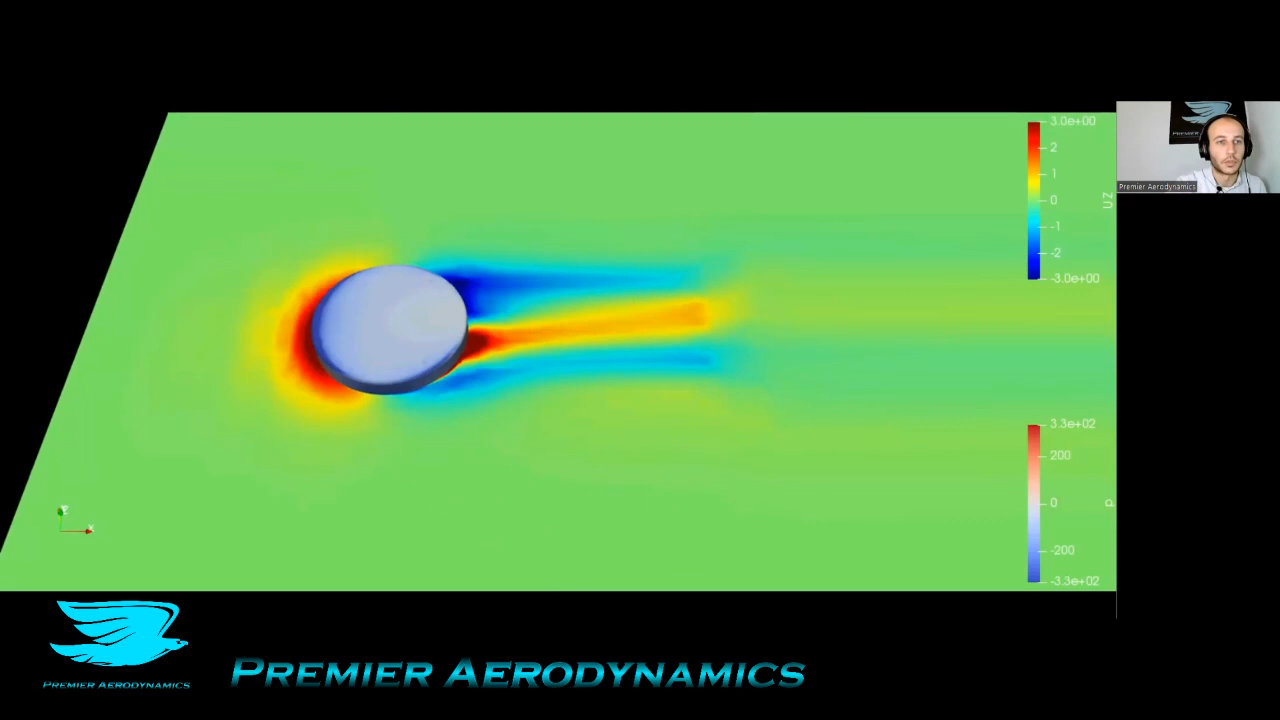 3.0e+00
2
1
0
-1
-2
-3.0e+00
UZ
PREMIER
Premier Aerodynamics
3.3e+02
200
0
-200
-3.3e+02
p
X
PREMIER AERODYNAMICS
PREMIER AERODYNAMICS